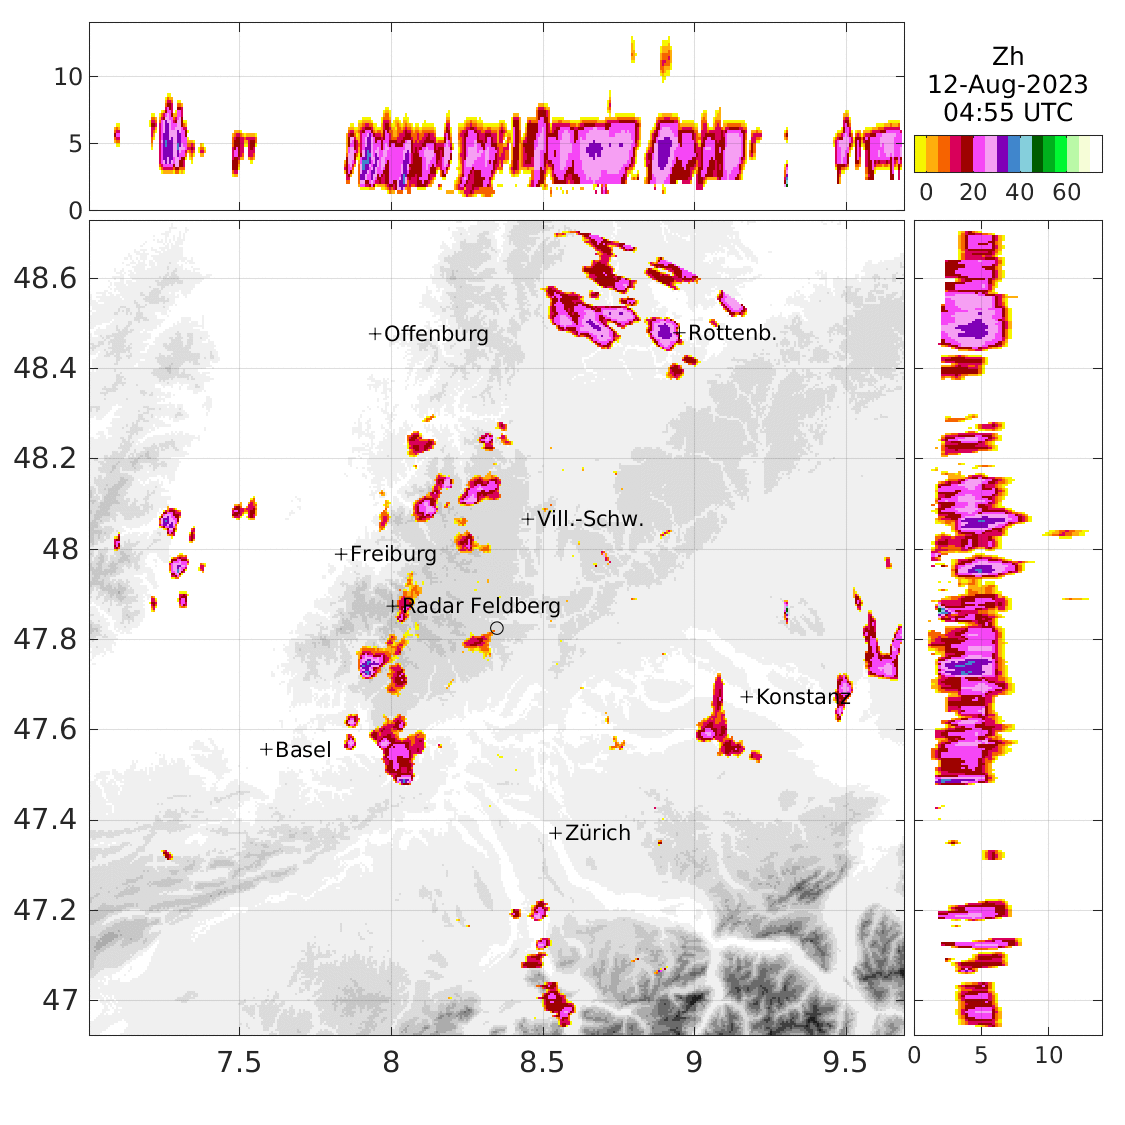 10
5
0
Zh
12-Aug-2023
04:55 UTC
0 20 40 60
48.6
48.4
48.2
48
47.8
47.6
47.4
47.2
47
+Offenburg
+Rottenb.
+Vill.-Schw.
+Freiburg
+Radar Feldberg
+Konstanz
+Basel
+Zürich
7.5 8 8.5 9 9.5
0 5 10